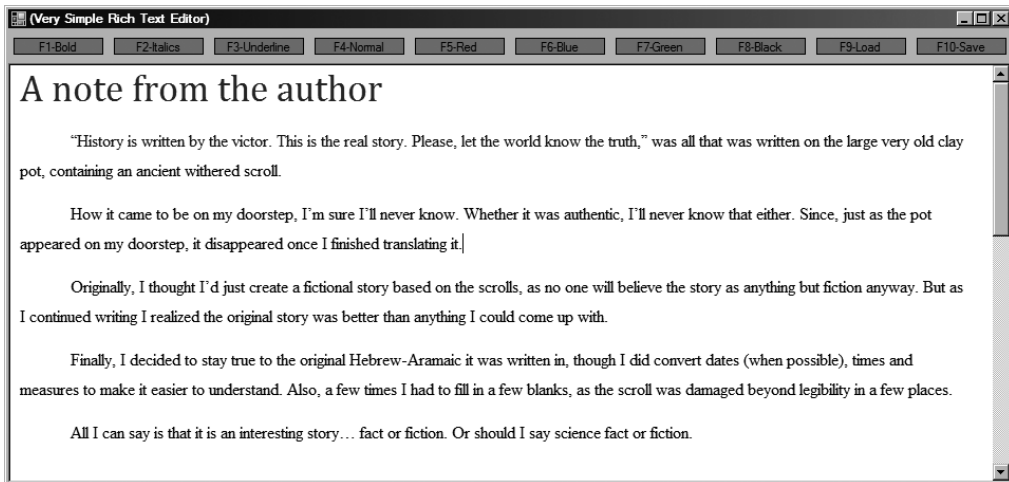 (Very Simple Rich Text Editor)
F1-Bold F2-Italics F3-Underline F4-Normal F5-Red F6-Blue F7-Green F8-Black F9-Load F10-Save
A note from the author
“History is written by the victor. This is the real story. Please, let the world know the truth,” was all that was written on the large very old clay
pot, containing an ancient withered scroll.
How it came to be on my doorstep, I’m sure I’ll never know. Whether it was authentic, I’ll never know that either. Since, just as the pot
appeared on my doorstep, it disappeared once I finished translating it.
Originally, I thought I’d just create a fictional story based on the scrolls, as no one will believe the story as anything but fiction anyway. But as
I continued writing I realized the original story was better than anything I could come up with.
Finally, I decided to stay true to the original Hebrew-Aramaic it was written in, though I did convert dates (when possible), times and
measures to make it easier to understand. Also, a few times I had to fill in a few blanks, as the scroll was damaged beyond legibility in a few places.
All I can say is that it is an interesting story… fact or fiction. Or should I say science fact or fiction.